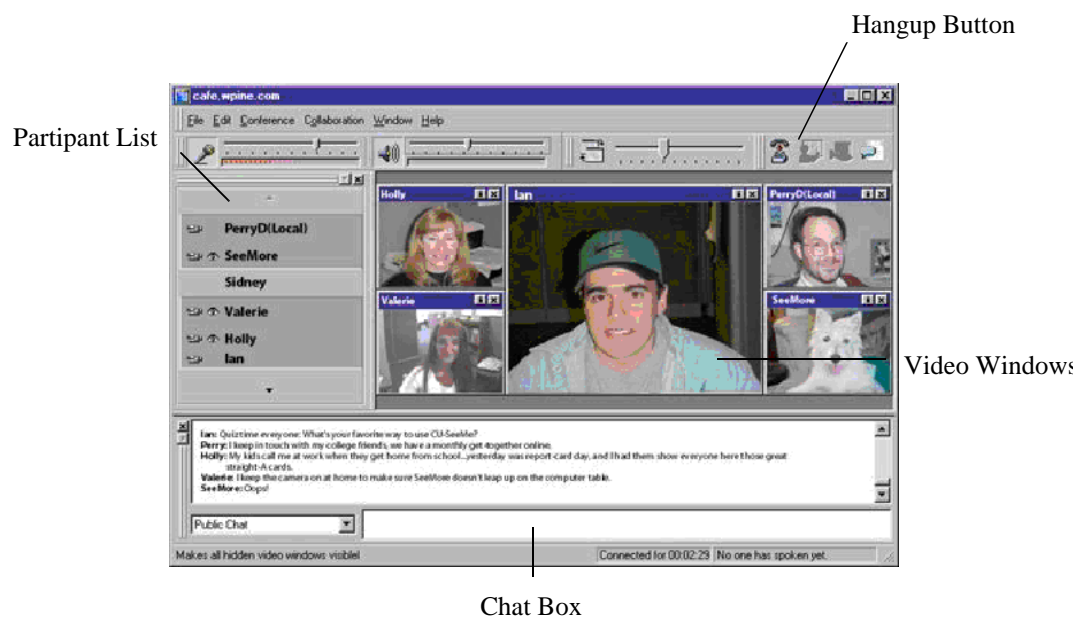 Hangup Button
cafe.wpine.com
File Edit Conference Collaboration Window Help
Partipant List
Holly
Ian
PerryD(Local)
PerryD(Local)
SeeMore
Sidney
Valerie
Holly
Ian
Valerie
SeeMore
Video Windows
Ian: Quiz time everyone: What's your favorite way to use CU-SeeMe?
Perry: I keep in touch with my college friends, we have a monthly get-together online.
Holly: My kids call me at work when they get home from school...yesterday was report-card day, and I had them show everyone here those great
straight-A cards.
Valerie: I keep the camera on at home to make sure SeeMore doesn't leap up on the computer table.
SeeMore: Oops!
Public Chat
Makes all hidden video windows visible!
Connected for 00:02:29
No one has spoken yet.
Chat Box